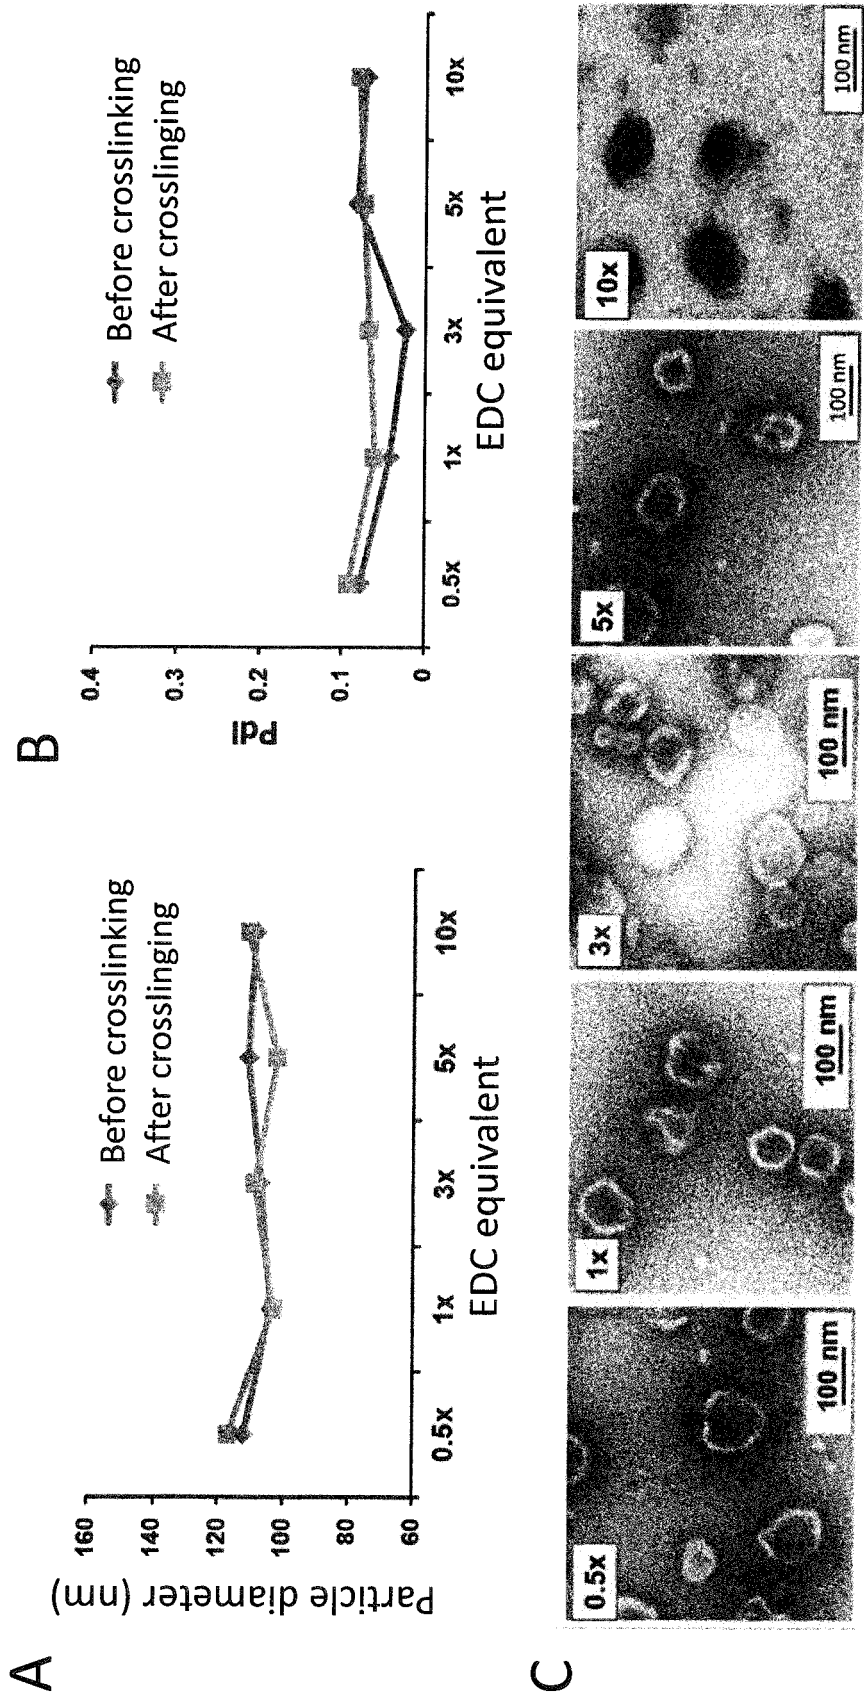 A
Particle diameter (nm)
160
140
120
100
80
60
Before crosslinking
After crosslinging
0.5x
1x
3x
5x
10x
EDC equivalent
B
PdI
0.4
0.3
0.2
0.1
0
Before crosslinking
After crosslinging
0.5x
1x
3x
5x
10x
EDC equivalent
C
0.5x
100 nm
1x
100 nm
3x
100 nm
5x
100 nm
10x
100 nm